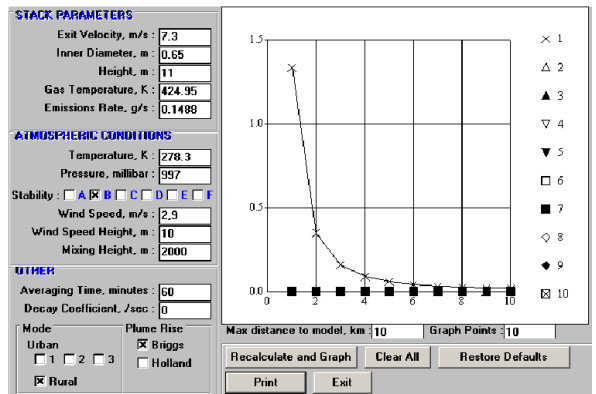 STACK PARAMETERS
Exit Velocity, m/s : 7.3
Inner Diameter, m : 0.65
Height, m : 11
Gas Temperature, K : 424.95
Emissions Rate, g/s : 0.1488
ATMOSPHERIC CONDITIONS
Temperature, K : 278.3
Pressure, millibar : 997
Stability : A B C D E F
Wind Speed, m/s : 2,9
Wind Speed Height, m : 10
Mixing Height, m : 2000
OTHER
Averaging Time, minutes : 60
Decay Coefficient, /sec : 0
Mode
Urban
1 2 3
Rural
Plume Rise
Briggs
Holland
1.5
1.0
0.5
0.0
0 2 4 6 8 10
1
2
3
4
5
6
7
8
9
10
Max distance to model, km : 10 Graph Points : 10
Recalculate and Graph Clear All Restore Defaults
Print Exit